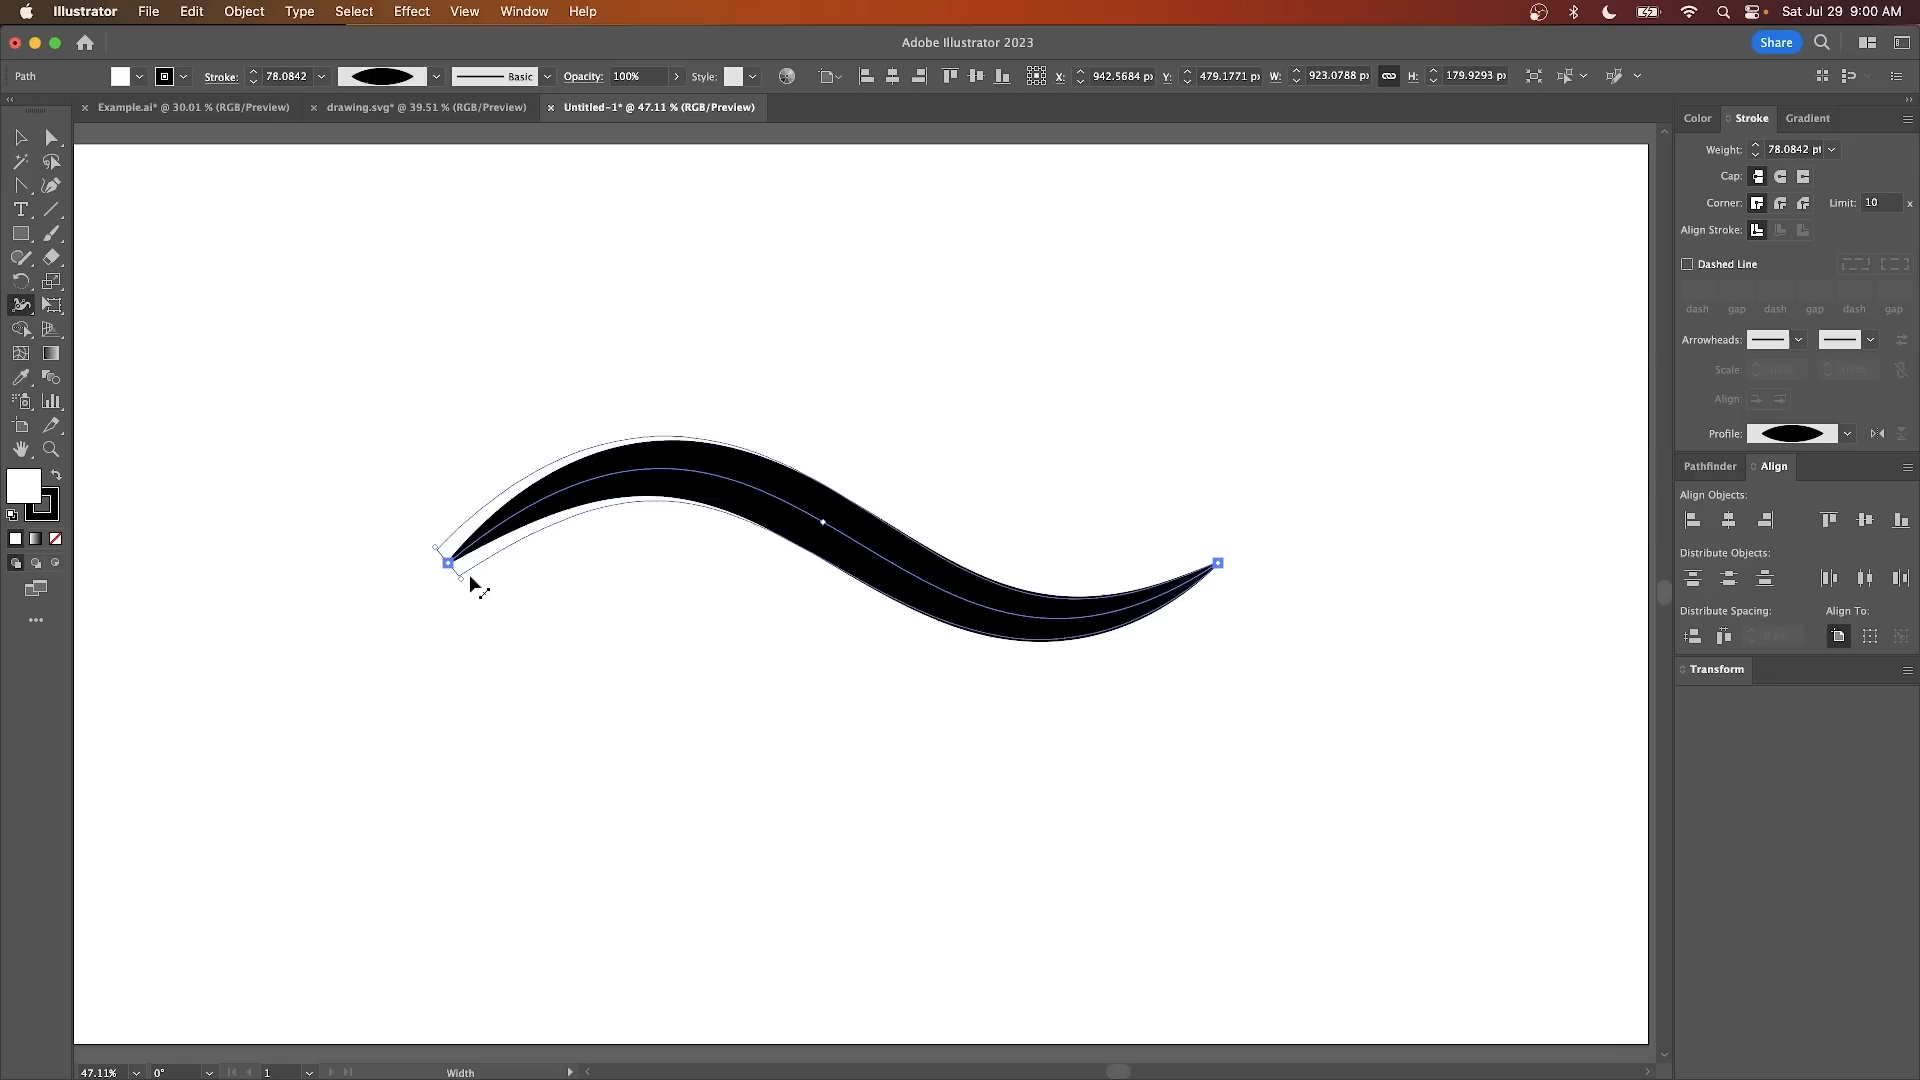 Illustrator File Edit Object Type Select Effect View Window Help Sat Jul 29 9:00 AM
Adobe Illustrator 2023 Share
Path Stroke: 78.0842 Basic Opacity: 100% Style: X: 942.5684 p Y: 479.1771 p W: 923.0788 p H: 179.9293 p
Example.ai* @ 30.01 % (RGB/Preview) drawing.svg* @ 39.51 % (RGB/Preview) Untitled-1* @ 47.11 % (RGB/Preview)
Color Stroke Gradient
Weight: 78.0842 pt
Cap:
Corner: Limit: 10 x
Align Stroke:
Dashed Line
dash gap dash gap dash gap
Arrowheads:
Scale: 100% 100%
Align:
Profile:
Pathfinder Align
Align Objects:
Distribute Objects:
Distribute Spacing: Align To:
0 px
Transform
47.11% 0° 1 Width